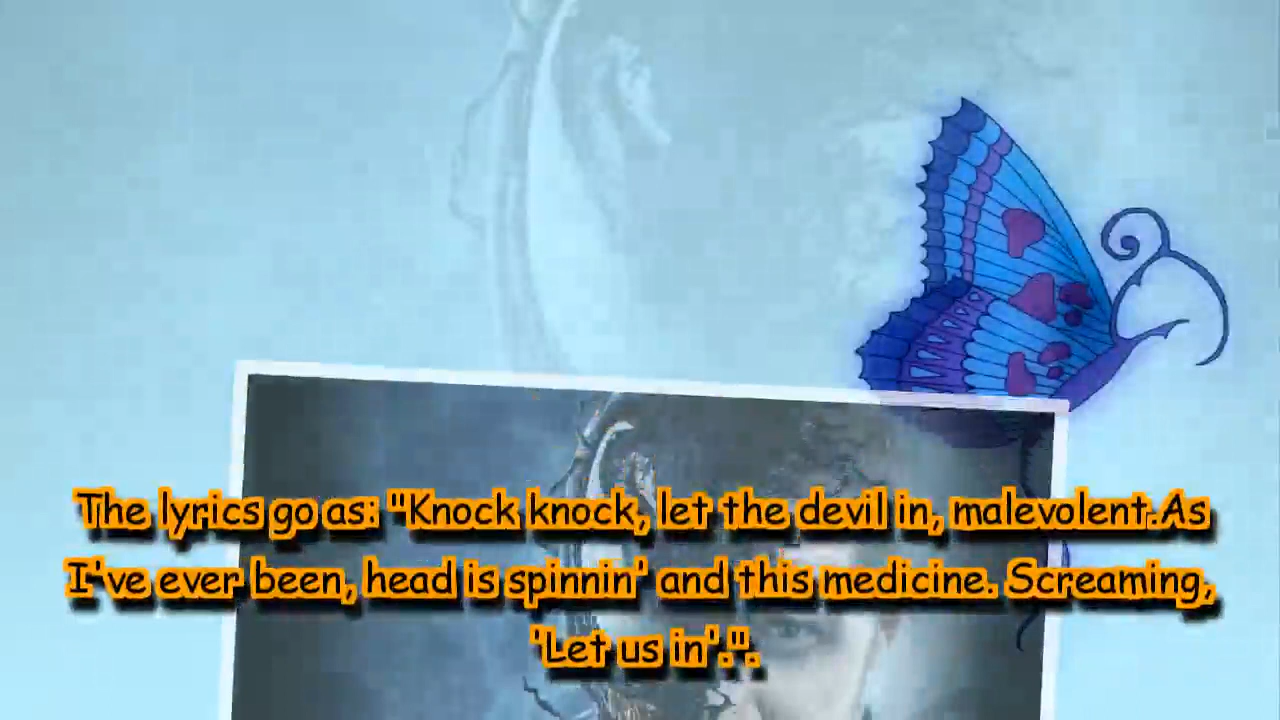 The lyrics go as: "Knock knock, let the devil in, malevolent.As
I've ever been, head is spinnin' and this medicine. Screaming,
'Let us in'.".